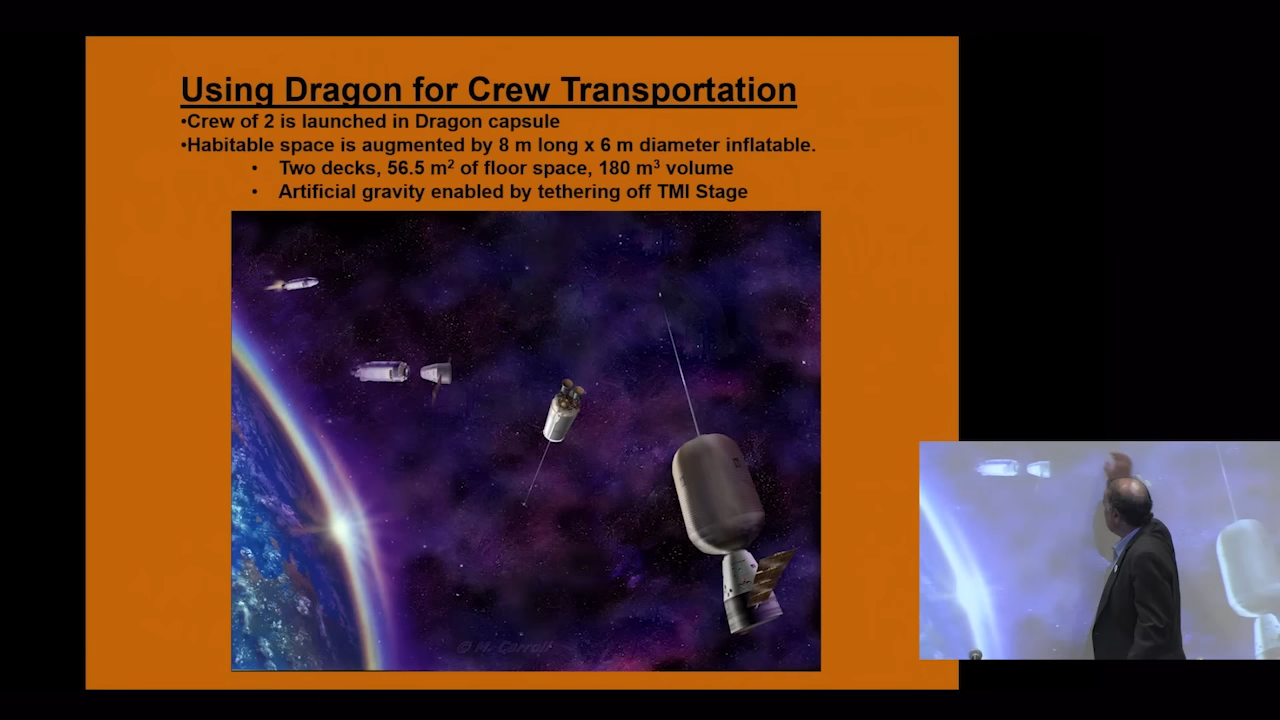 Using Dragon for Crew Transportation
•Crew of 2 is launched in Dragon capsule
•Habitable space is augmented by 8 m long x 6 m diameter inflatable.
• Two decks, 56.5 m² of floor space, 180 m³ volume
• Artificial gravity enabled by tethering off TMI Stage
© M. Carroll